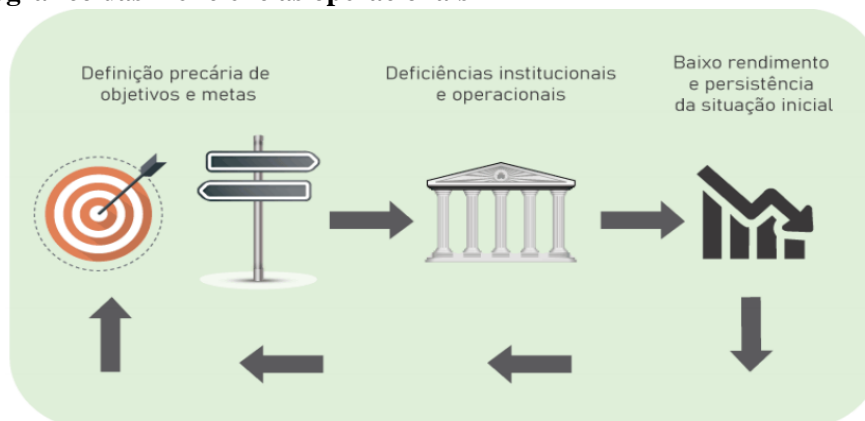 Definição precária de
objetivos e metas
Deficiências institucionais
e operacionais
Baixo rendimento
e persistência
da situação inicial